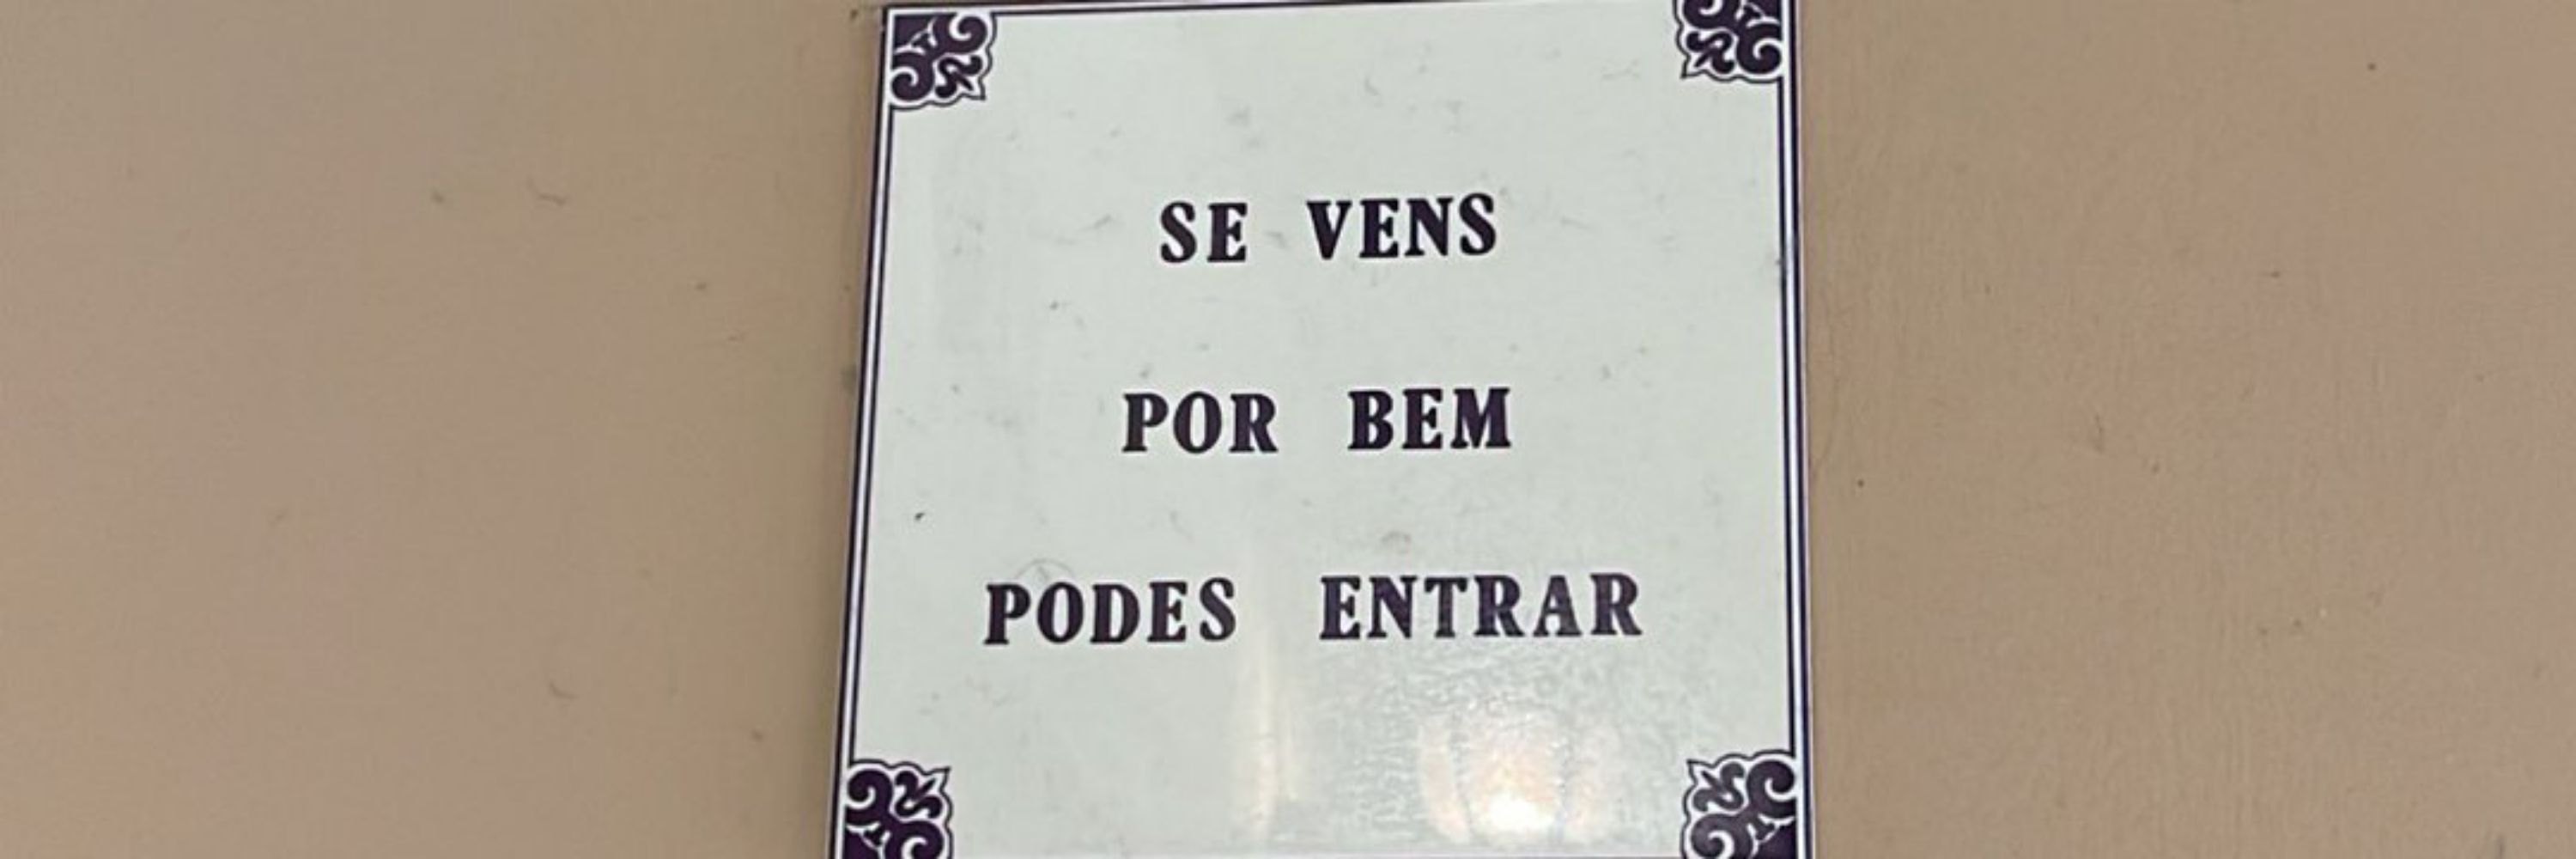 SE VENS
POR BEM
PODES ENTRAR